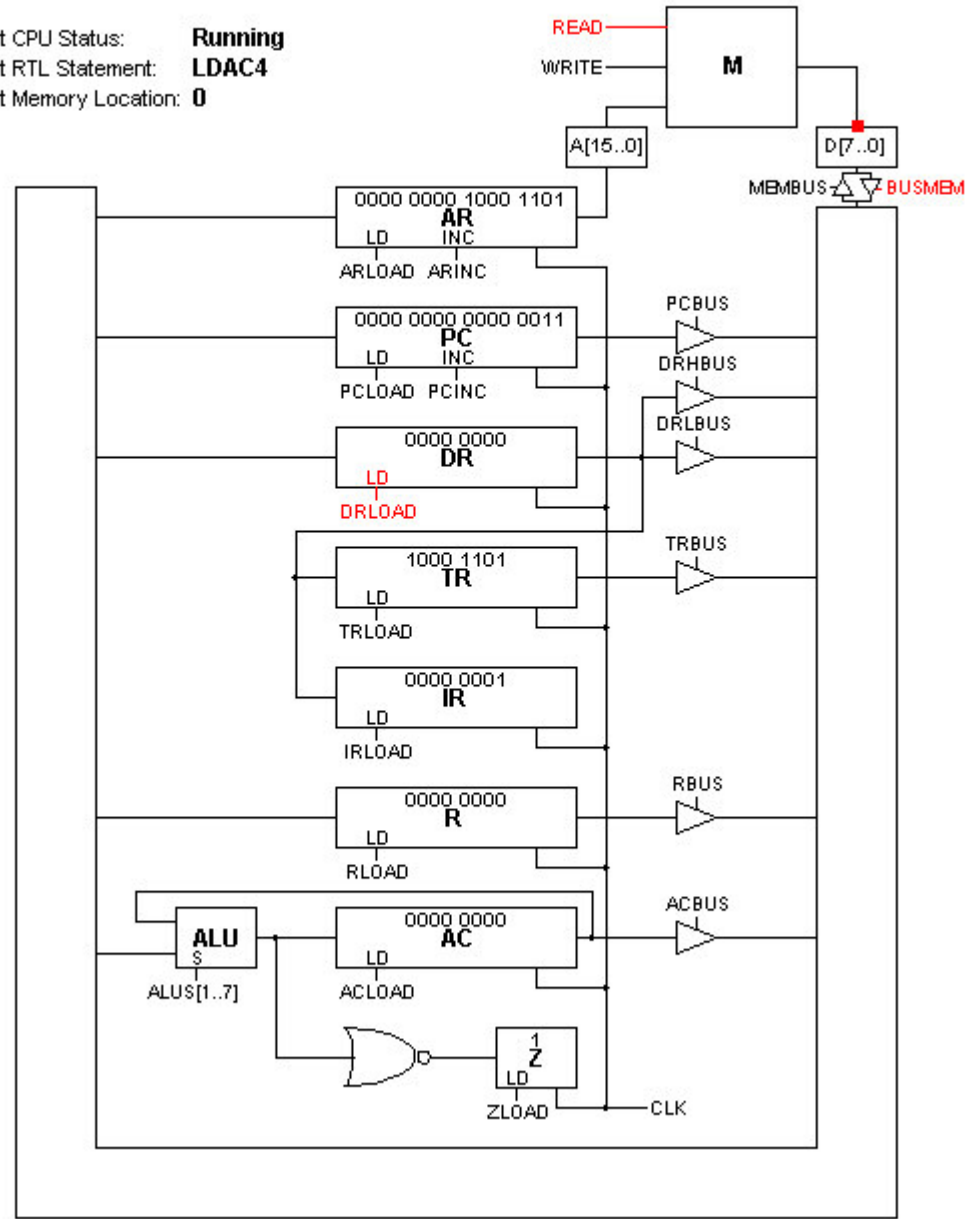 t CPU Status: Running
t RTL Statement: LDAC4
t Memory Location: 0
READ
WRITE
M
A[15..0]
D[7..0]
MEMBUS
BUSMEM
0000 0000 1000 1101
AR
LD INC
ARLOAD ARINC
PCBUS
0000 0000 0000 0011
PC
LD INC
PCLOAD PCINC
DRHBUS
DRLBUS
0000 0000
DR
LD
DRLOAD
TRBUS
1000 1101
TR
LD
TRLOAD
0000 0001
IR
LD
IRLOAD
RBUS
0000 0000
R
LD
RLOAD
ACBUS
ALU
S
ALUS[1..7]
0000 0000
AC
LD
ACLOAD
1
Z
LD
ZLOAD
CLK